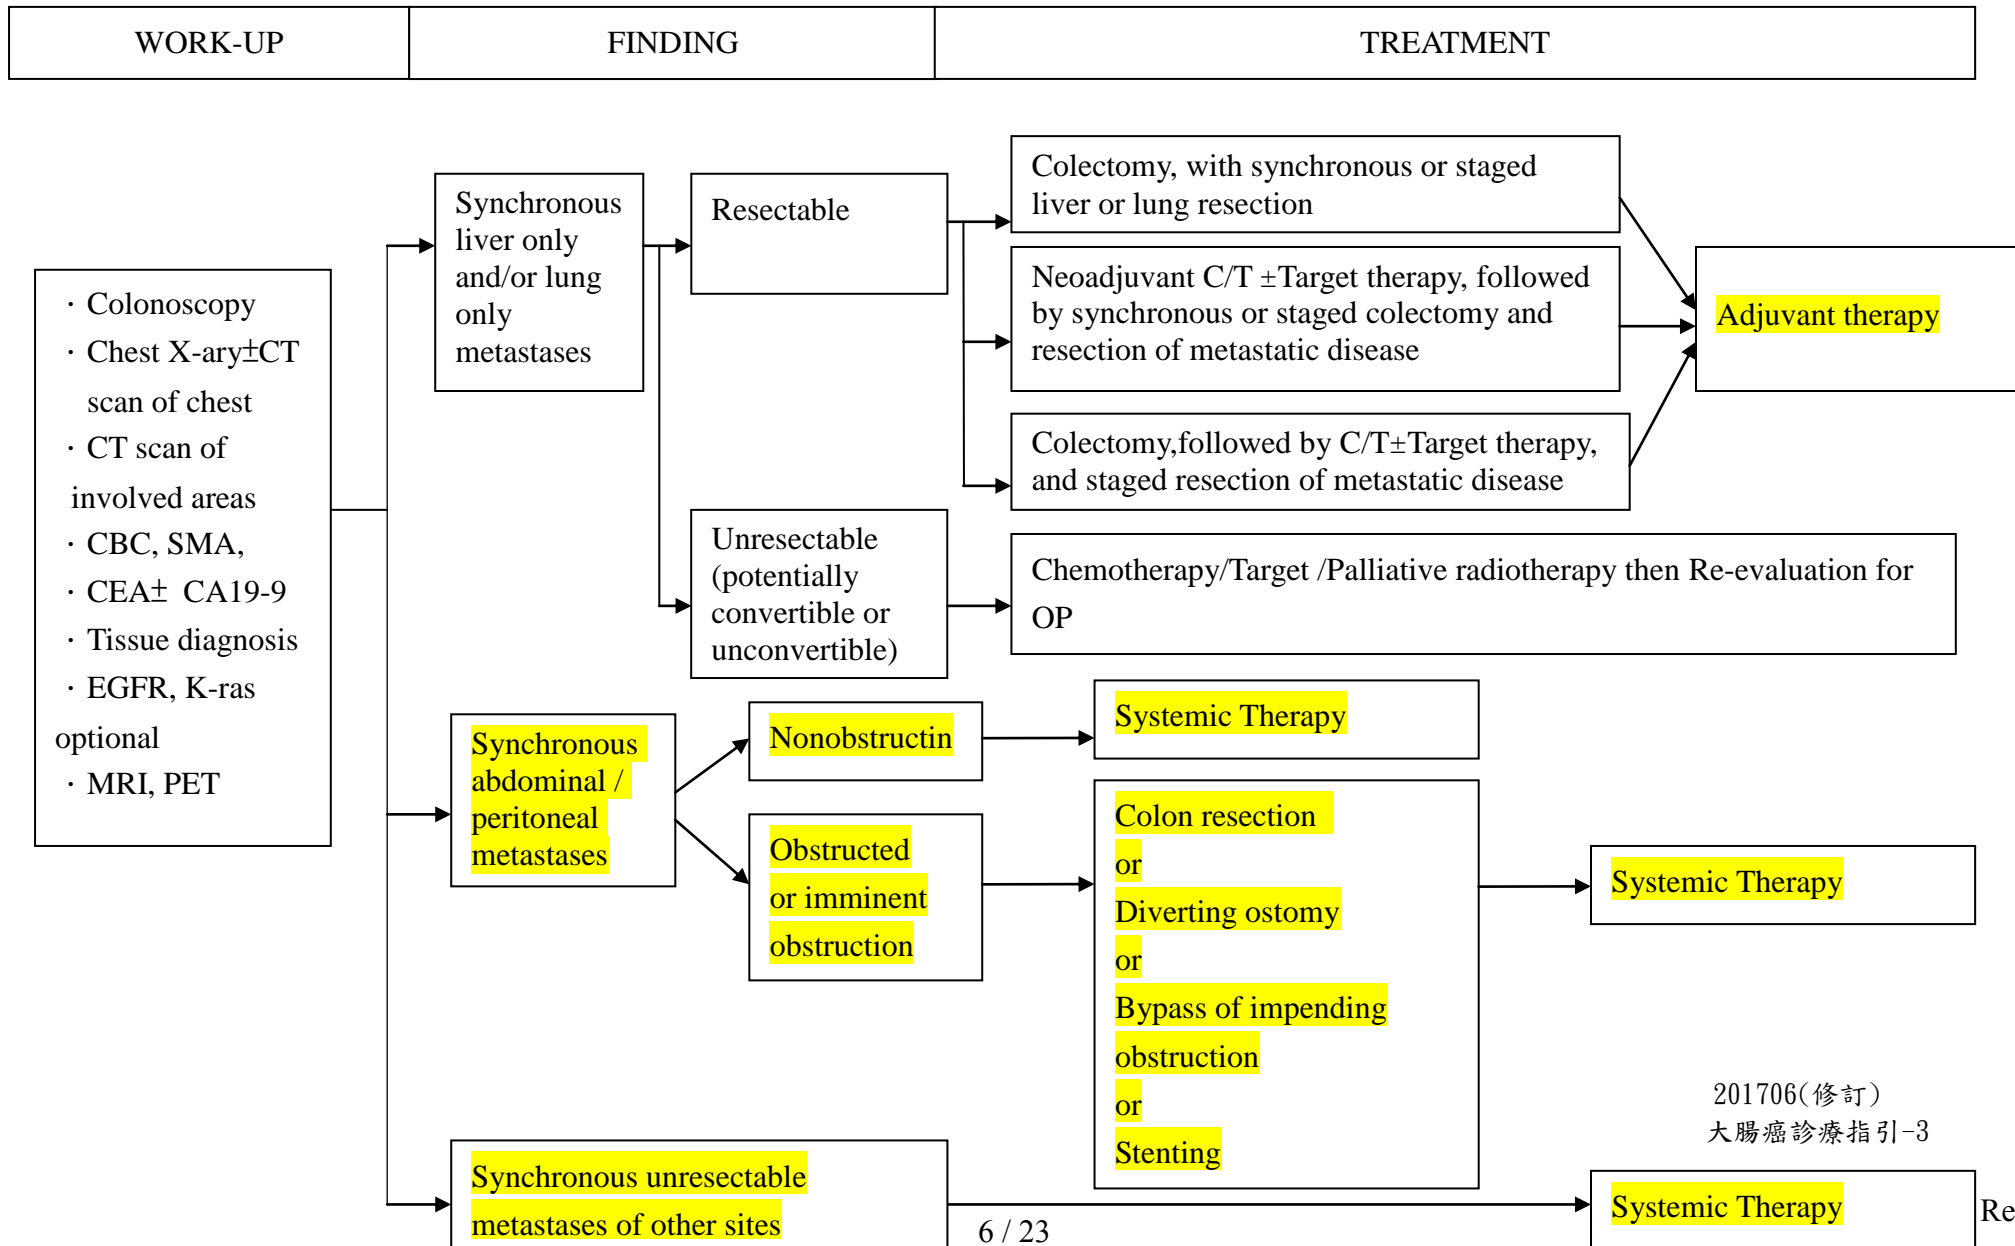 WORK-UP
FINDING
TREATMENT
· Colonoscopy
· Chest X-ary±CT
scan of chest
· CT scan of
involved areas
· CBC, SMA,
· CEA± CA19-9
· Tissue diagnosis
· EGFR, K-ras
optional
· MRI, PET
Synchronous
liver only
and/or lung
only
metastases
Resectable
Colectomy, with synchronous or staged
liver or lung resection
Neoadjuvant C/T ±Target therapy, followed
by synchronous or staged colectomy and
resection of metastatic disease
Colectomy,followed by C/T±Target therapy,
and staged resection of metastatic disease
Adjuvant therapy
Unresectable
(potentially
convertible or
unconvertible)
Chemotherapy/Target /Palliative radiotherapy then Re-evaluation for
OP
Synchronous
abdominal /
peritoneal
metastases
Nonobstructin
Systemic Therapy
Obstructed
or imminent
obstruction
Colon resection
or
Diverting ostomy
or
Bypass of impending
obstruction
or
Stenting
Systemic Therapy
201706(修訂)
大腸癌診療指引-3
Synchronous unresectable
metastases of other sites
Systemic Therapy
Re
6 / 23